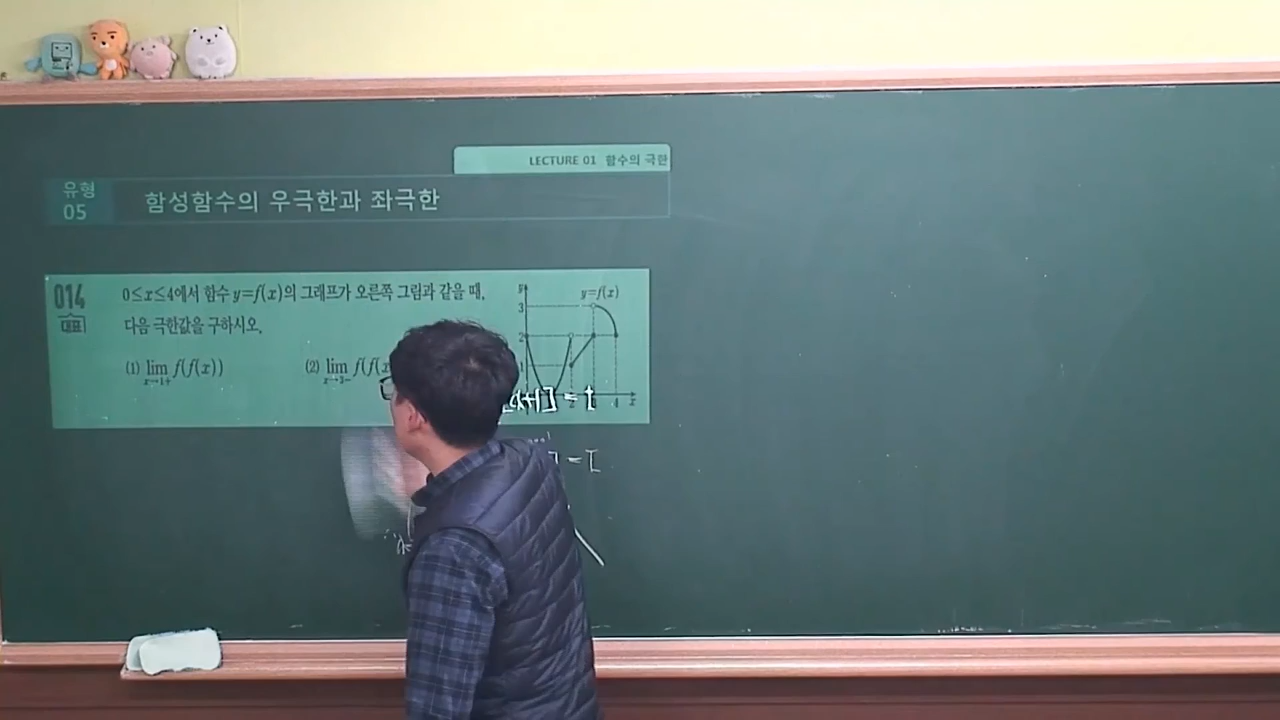 LECTURE 01 함수의 극한
유형
05
합성함수의 우극한과 좌극한
014
대표
0≤x≤4에서 함수 y=f(x)의 그래프가 오른쪽 그림과 같을 때,
다음 극한값을 구하시오.
(1) lim f(f(x))
x→1+
(2) lim f(f(x
x→3-
y
y=f(x)
3
2
1
2
4
x